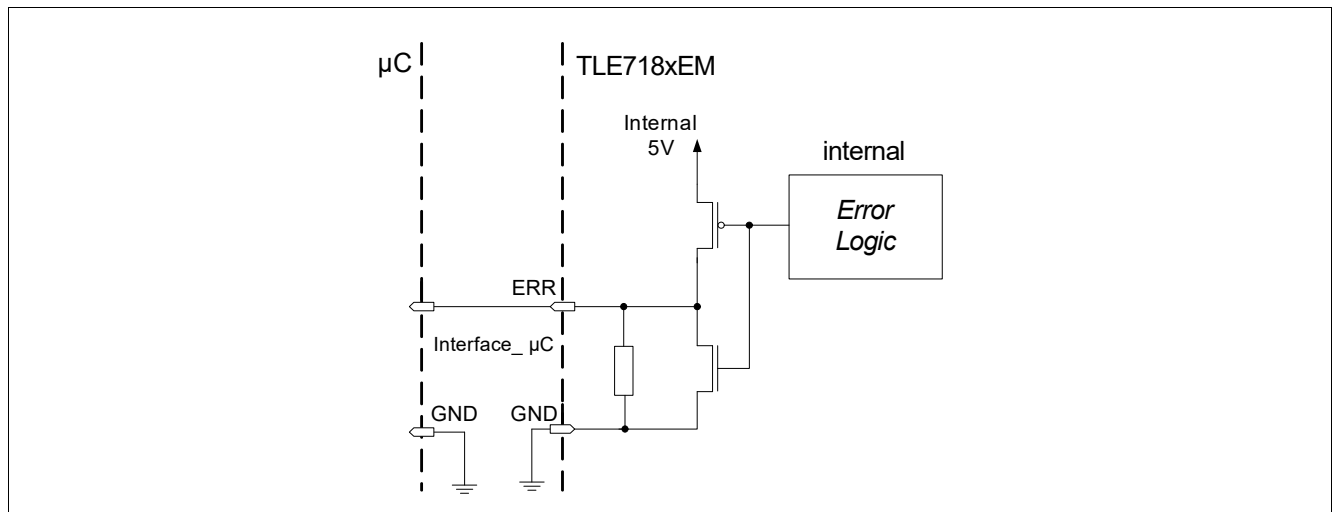 µC
TLE718xEM
Internal
5V
internal
Error
Logic
ERR
Interface_ µC
GND
GND